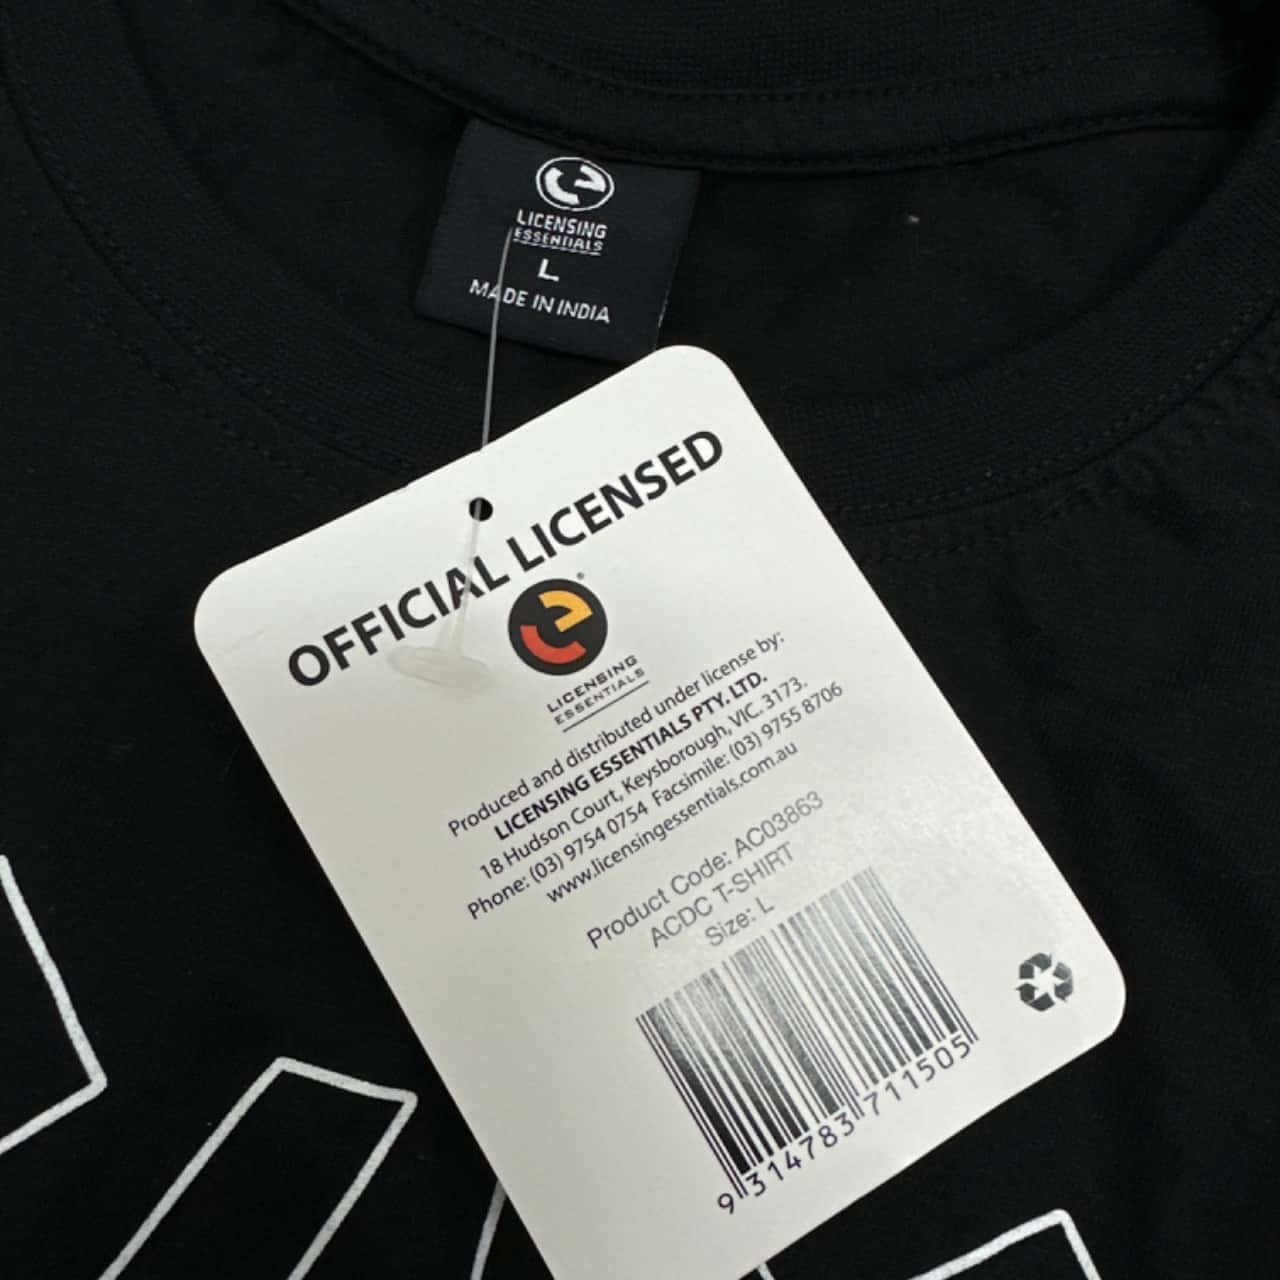 LICENSING
ESSENTIALS
L
MADE IN INDIA
OFFICIAL LICENSED
®
LICENSING
ESSENTIALS
Produced and distributed under license by:
LICENSING ESSENTIALS PTY. LTD.
18 Hudson Court, Keysborough, VIC. 3173.
Phone: (03) 9754 0754 Facsimile: (03) 9755 8706
www.licensingessentials.com.au
Product Code: AC03863
ACDC T-SHIRT
Size: L
9 314783 711505